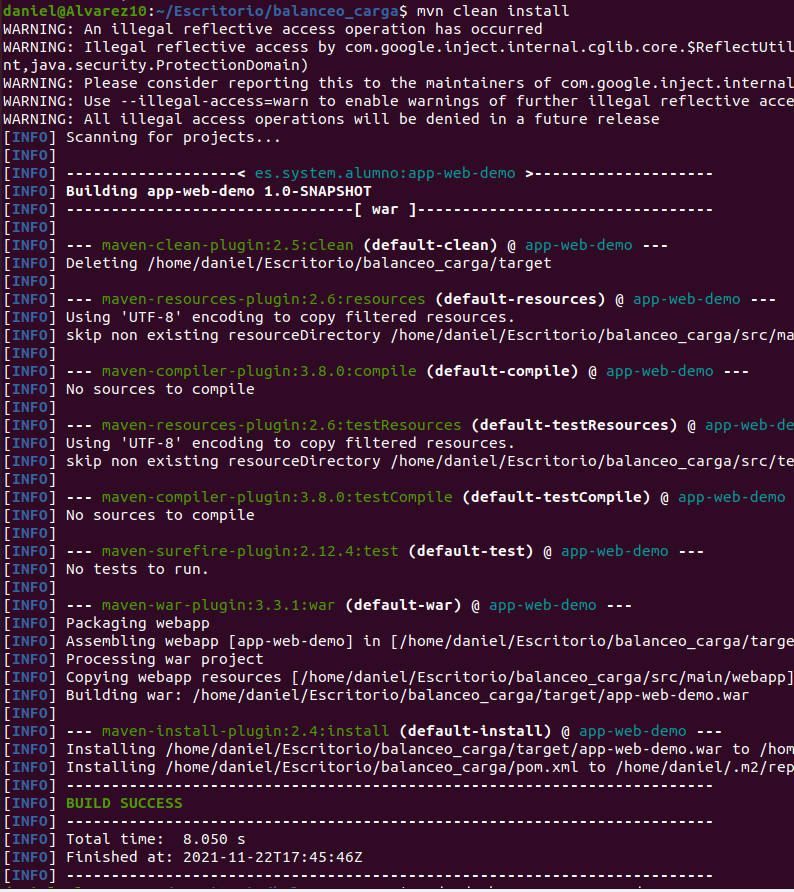 daniel@Alvarez10:~/Escritorio/balanceo_carga$ mvn clean install
WARNING: An illegal reflective access operation has occurred
WARNING: Illegal reflective access by com.google.inject.internal.cglib.core.$ReflectUtil
nt,java.security.ProtectionDomain)
WARNING: Please consider reporting this to the maintainers of com.google.inject.internal
WARNING: Use --illegal-access=warn to enable warnings of further illegal reflective acce
WARNING: All illegal access operations will be denied in a future release
[INFO] Scanning for projects...
[INFO]
[INFO] -------------------< es.system.alumno:app-web-demo >--------------------
[INFO] Building app-web-demo 1.0-SNAPSHOT
[INFO] --------------------------------[ war ]---------------------------------
[INFO]
[INFO] --- maven-clean-plugin:2.5:clean (default-clean) @ app-web-demo ---
[INFO] Deleting /home/daniel/Escritorio/balanceo_carga/target
[INFO]
[INFO] --- maven-resources-plugin:2.6:resources (default-resources) @ app-web-demo ---
[INFO] Using 'UTF-8' encoding to copy filtered resources.
[INFO] skip non existing resourceDirectory /home/daniel/Escritorio/balanceo_carga/src/ma
[INFO]
[INFO] --- maven-compiler-plugin:3.8.0:compile (default-compile) @ app-web-demo ---
[INFO] No sources to compile
[INFO]
[INFO] --- maven-resources-plugin:2.6:testResources (default-testResources) @ app-web-de
[INFO] Using 'UTF-8' encoding to copy filtered resources.
[INFO] skip non existing resourceDirectory /home/daniel/Escritorio/balanceo_carga/src/te
[INFO]
[INFO] --- maven-compiler-plugin:3.8.0:testCompile (default-testCompile) @ app-web-demo
[INFO] No sources to compile
[INFO]
[INFO] --- maven-surefire-plugin:2.12.4:test (default-test) @ app-web-demo ---
[INFO] No tests to run.
[INFO]
[INFO] --- maven-war-plugin:3.3.1:war (default-war) @ app-web-demo ---
[INFO] Packaging webapp
[INFO] Assembling webapp [app-web-demo] in [/home/daniel/Escritorio/balanceo_carga/targe
[INFO] Processing war project
[INFO] Copying webapp resources [/home/daniel/Escritorio/balanceo_carga/src/main/webapp]
[INFO] Building war: /home/daniel/Escritorio/balanceo_carga/target/app-web-demo.war
[INFO]
[INFO] --- maven-install-plugin:2.4:install (default-install) @ app-web-demo ---
[INFO] Installing /home/daniel/Escritorio/balanceo_carga/target/app-web-demo.war to /hom
[INFO] Installing /home/daniel/Escritorio/balanceo_carga/pom.xml to /home/daniel/.m2/rep
[INFO] ------------------------------------------------------------------------
[INFO] BUILD SUCCESS
[INFO] ------------------------------------------------------------------------
[INFO] Total time:  8.050 s
[INFO] Finished at: 2021-11-22T17:45:46Z
[INFO] ------------------------------------------------------------------------